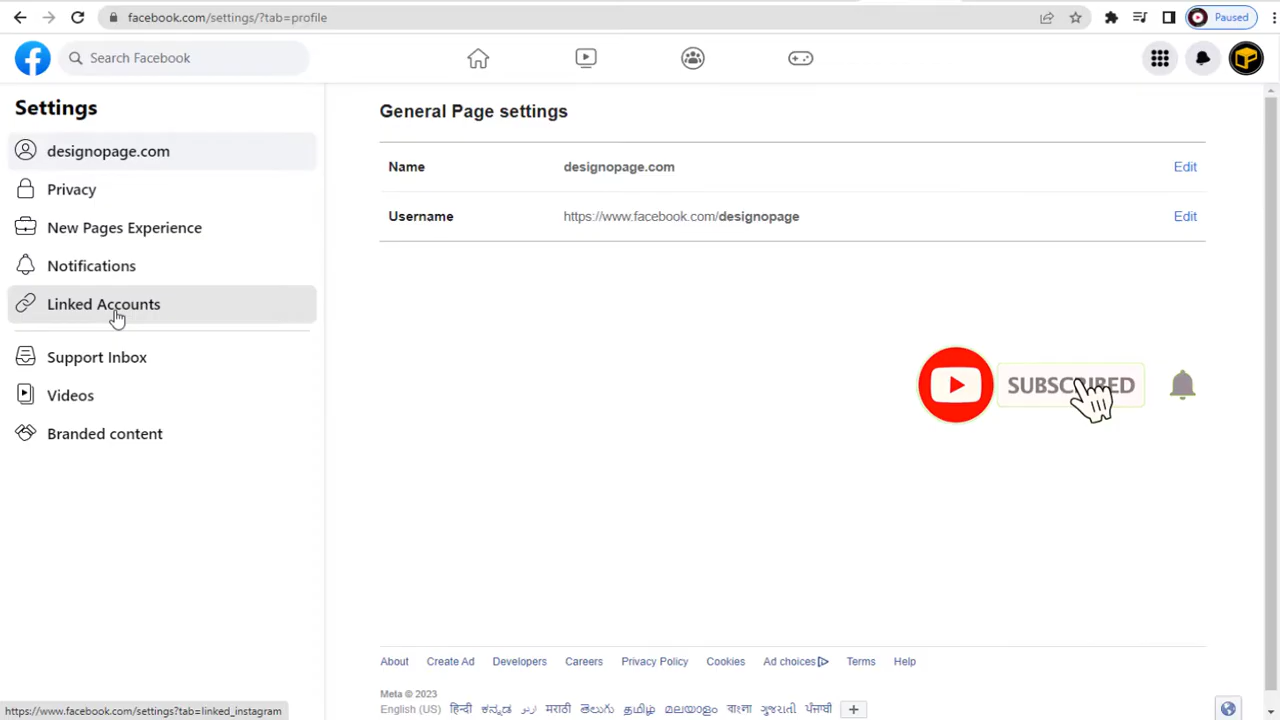 facebook.com/settings/?tab=profile
Paused
Search Facebook
Settings
designopage.com
Privacy
New Pages Experience
Notifications
Linked Accounts
Support Inbox
Videos
Branded content
General Page settings
Name designopage.com Edit
Username https://www.facebook.com/designopage Edit
SUBSCRIBED
About Create Ad Developers Careers Privacy Policy Cookies Ad choices Terms Help
Meta © 2023
English (US) हिन्दी ಕನ್ನಡ اردو मराठी తెలుగు தமிழ் മലയാളം বাংলা ગુજરાતી ਪੰਜਾਬੀ +
https://www.facebook.com/settings?tab=linked_instagram